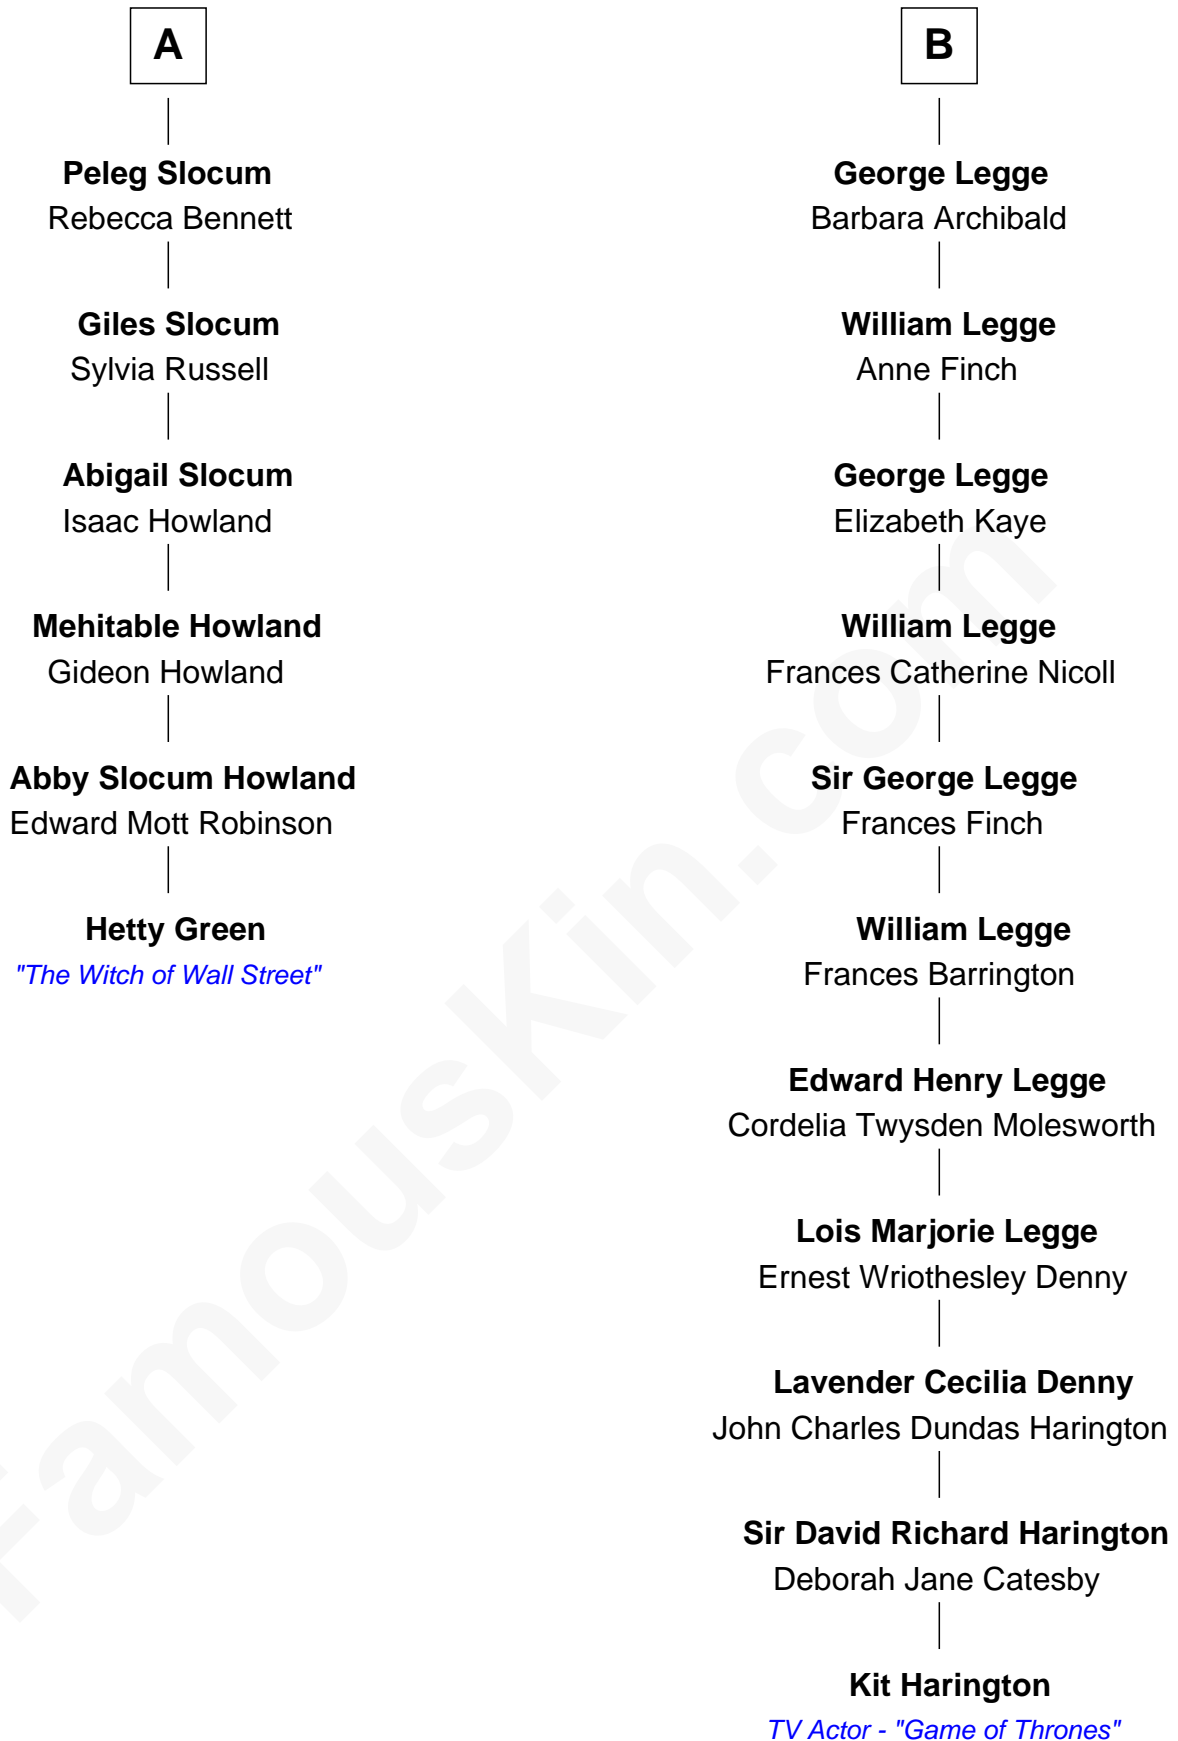 A
Peleg Slocum
Rebecca Bennett
Giles Slocum
Sylvia Russell
Abigail Slocum
Isaac Howland
Mehitable Howland
Gideon Howland
Abby Slocum Howland
Edward Mott Robinson
Hetty Green
"The Witch of Wall Street"
B
George Legge
Barbara Archibald
William Legge
Anne Finch
George Legge
Elizabeth Kaye
William Legge
Frances Catherine Nicoll
Sir George Legge
Frances Finch
William Legge
Frances Barrington
Edward Henry Legge
Cordelia Twysden Molesworth
Lois Marjorie Legge
Ernest Wriothesley Denny
Lavender Cecilia Denny
John Charles Dundas Harington
Sir David Richard Harington
Deborah Jane Catesby
Kit Harington
TV Actor - "Game of Thrones"
FamousKin.com